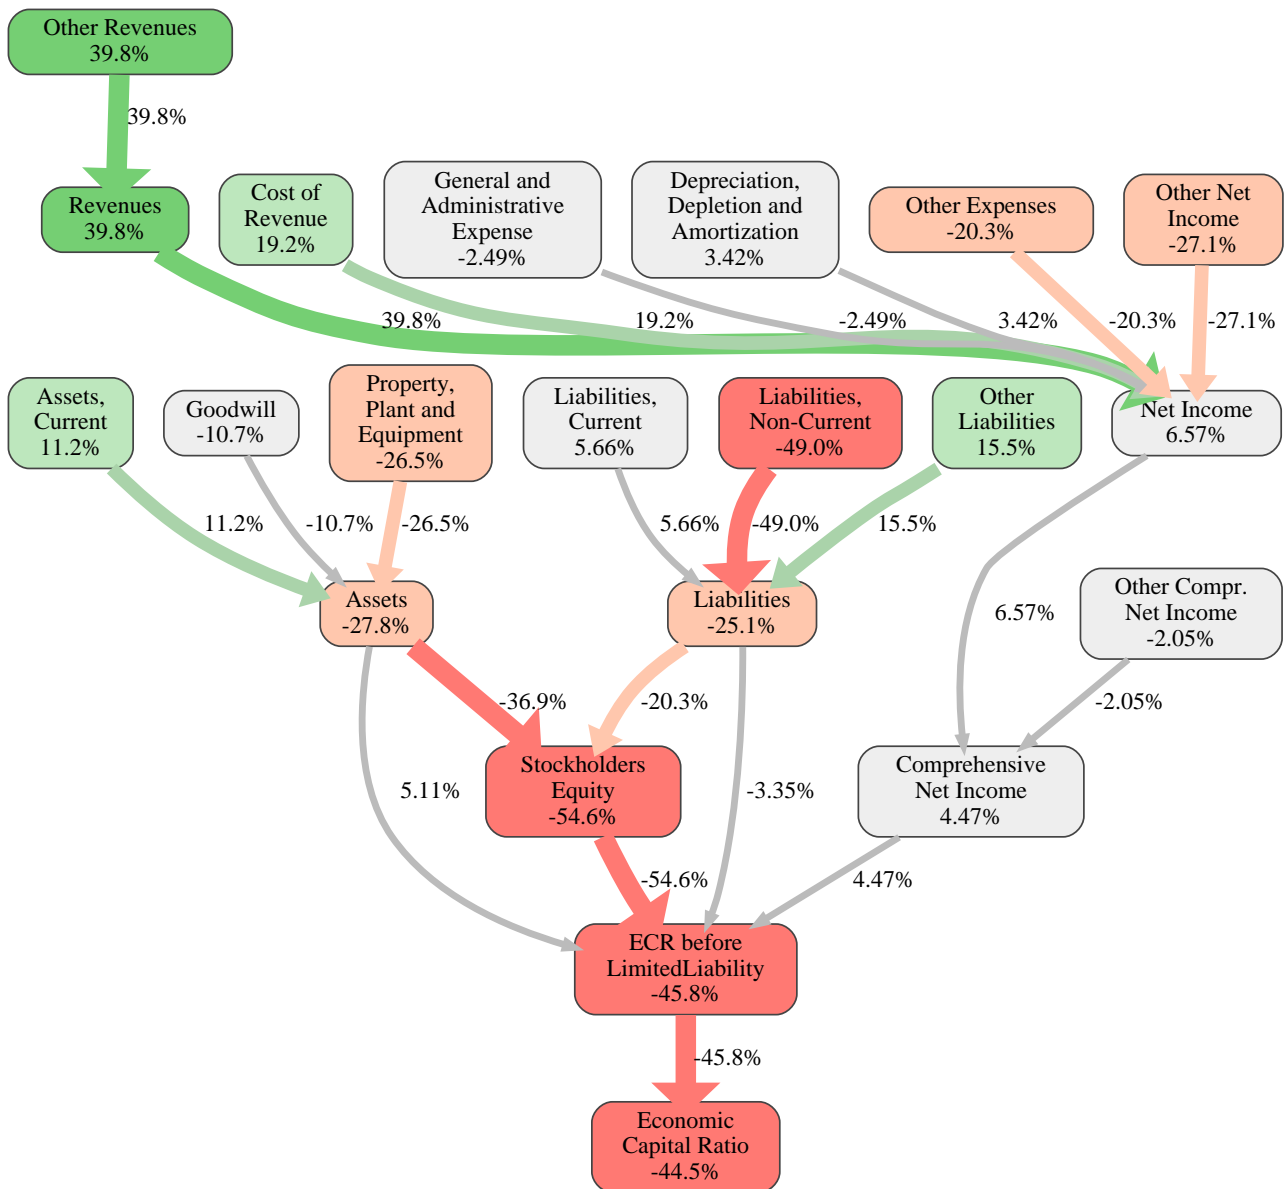 Other Revenues
39.8%
39.8%
Revenues
39.8%
Cost of
Revenue
19.2%
General and
Administrative
Expense
-2.49%
Depreciation,
Depletion and
Amortization
3.42%
Other Expenses
-20.3%
Other Net
Income
-27.1%
39.8%
19.2%
-2.49%
3.42%
-20.3%
-27.1%
Assets,
Current
11.2%
Goodwill
-10.7%
Property,
Plant and
Equipment
-26.5%
Liabilities,
Current
5.66%
Liabilities,
Non-Current
-49.0%
Other
Liabilities
15.5%
Net Income
6.57%
11.2%
-10.7%
-26.5%
5.66%
-49.0%
15.5%
Assets
-27.8%
Liabilities
-25.1%
6.57%
Other Compr.
Net Income
-2.05%
-36.9%
-20.3%
-2.05%
Stockholders
Equity
-54.6%
Comprehensive
Net Income
4.47%
5.11%
-3.35%
-54.6%
4.47%
ECR before
LimitedLiability
-45.8%
-45.8%
Economic
Capital Ratio
-44.5%